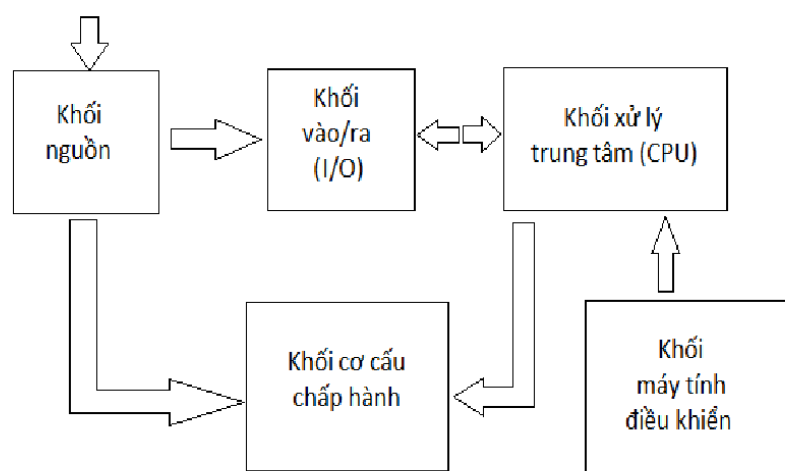 Khối
nguồn
Khối
vào/ra
(I/O)
Khối xử lý
trung tâm (CPU)
Khối cơ cấu
chấp hành
Khối
máy tính
điều khiển